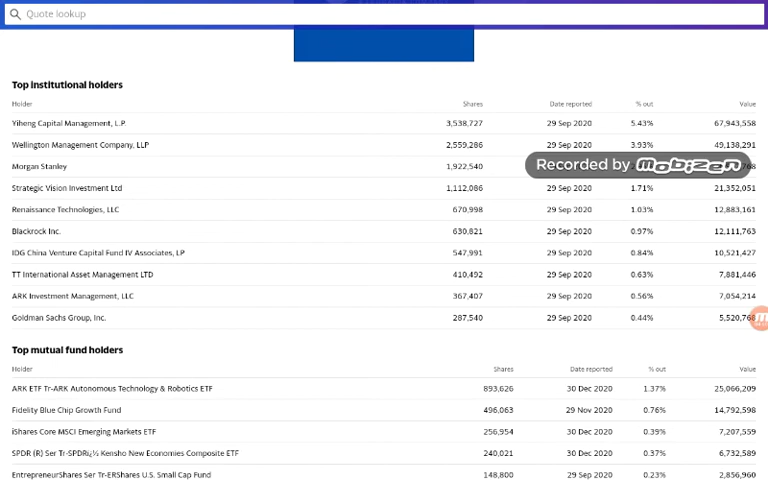 Quote lookup
Top institutional holders
Holder Shares Date reported % out Value
Yiheng Capital Management, L.P. 3,538,727 29 Sep 2020 5.43% 67,943,558
Wellington Management Company, LLP 2,559,286 29 Sep 2020 3.93% 49,138,291
Recorded by mobizen
Morgan Stanley 1,922,540
Strategic Vision Investment Ltd 1,112,086 29 Sep 2020 1.71% 21,352,051
Renaissance Technologies, LLC 670,998 29 Sep 2020 1.03% 12,883,161
Blackrock Inc. 630,821 29 Sep 2020 0.97% 12,111,763
IDG China Venture Capital Fund IV Associates, LP 547,991 29 Sep 2020 0.84% 10,521,427
TT International Asset Management LTD 410,492 29 Sep 2020 0.63% 7,881,446
ARK Investment Management, LLC 367,407 29 Sep 2020 0.56% 7,054,214
Goldman Sachs Group, Inc. 287,540 29 Sep 2020 0.44% 5,520,768
Top mutual fund holders
Holder Shares Date reported % out Value
ARK ETF Tr-ARK Autonomous Technology & Robotics ETF 893,626 30 Dec 2020 1.37% 25,066,209
Fidelity Blue Chip Growth Fund 496,063 29 Nov 2020 0.76% 14,792,598
iShares Core MSCI Emerging Markets ETF 256,954 30 Dec 2020 0.39% 7,207,559
SPDR (R) Ser Tr-SPDRï¿½ Kensho New Economies Composite ETF 240,021 30 Dec 2020 0.37% 6,732,589
EntrepreneurShares Ser Tr-ERShares U.S. Small Cap Fund 148,800 29 Sep 2020 0.23% 2,856,960